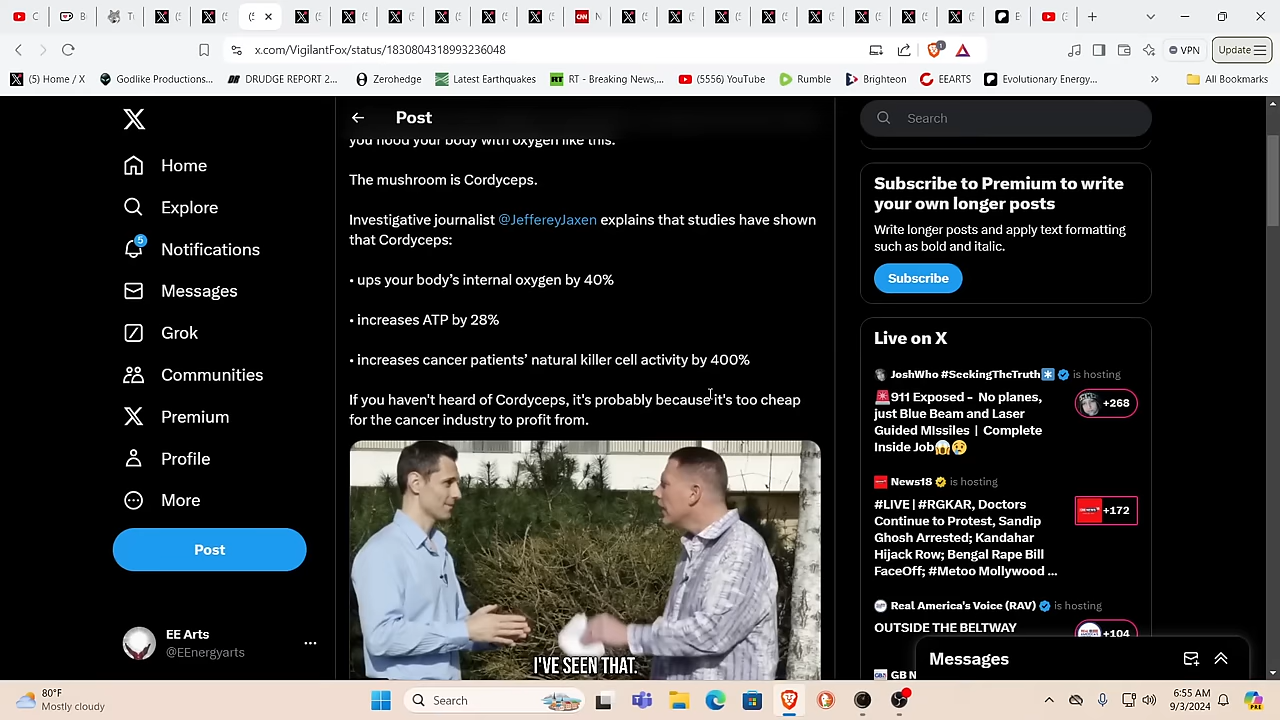 x.com/VigilantFox/status/1830804318993236048
VPN
Update
(5) Home / X
Godlike Productions...
DRUDGE REPORT 2...
Zerohedge
Latest Earthquakes
RT - Breaking News,...
(5556) YouTube
Rumble
Brighteon
EEARTS
Evolutionary Energy...
All Bookmarks
Home
Explore
5
Notifications
Messages
Grok
Communities
Premium
Profile
More
Post
EE Arts
@EEnergyarts
Post
you flood your body with oxygen like this.
The mushroom is Cordyceps.
Investigative journalist @JeffereyJaxen explains that studies have shown
that Cordyceps:
• ups your body’s internal oxygen by 40%
• increases ATP by 28%
• increases cancer patients’ natural killer cell activity by 400%
If you haven't heard of Cordyceps, it's probably because it's too cheap
for the cancer industry to profit from.
I'VE SEEN THAT.
Search
Subscribe to Premium to write
your own longer posts
Write longer posts and apply text formatting
such as bold and italic.
Subscribe
Live on X
JoshWho #SeekingTheTruth is hosting
911 Exposed - No planes,
just Blue Beam and Laser
Guided MIssiles | Complete
Inside Job
+268
News18 is hosting
#LIVE | #RGKAR, Doctors
Continue to Protest, Sandip
Ghosh Arrested; Kandahar
Hijack Row; Bengal Rape Bill
FaceOff; #Metoo Mollywood ...
+172
Real America's Voice (RAV) is hosting
OUTSIDE THE BELTWAY
+104
GB N
Messages
80°F
Mostly cloudy
Search
6:55 AM
9/3/2024